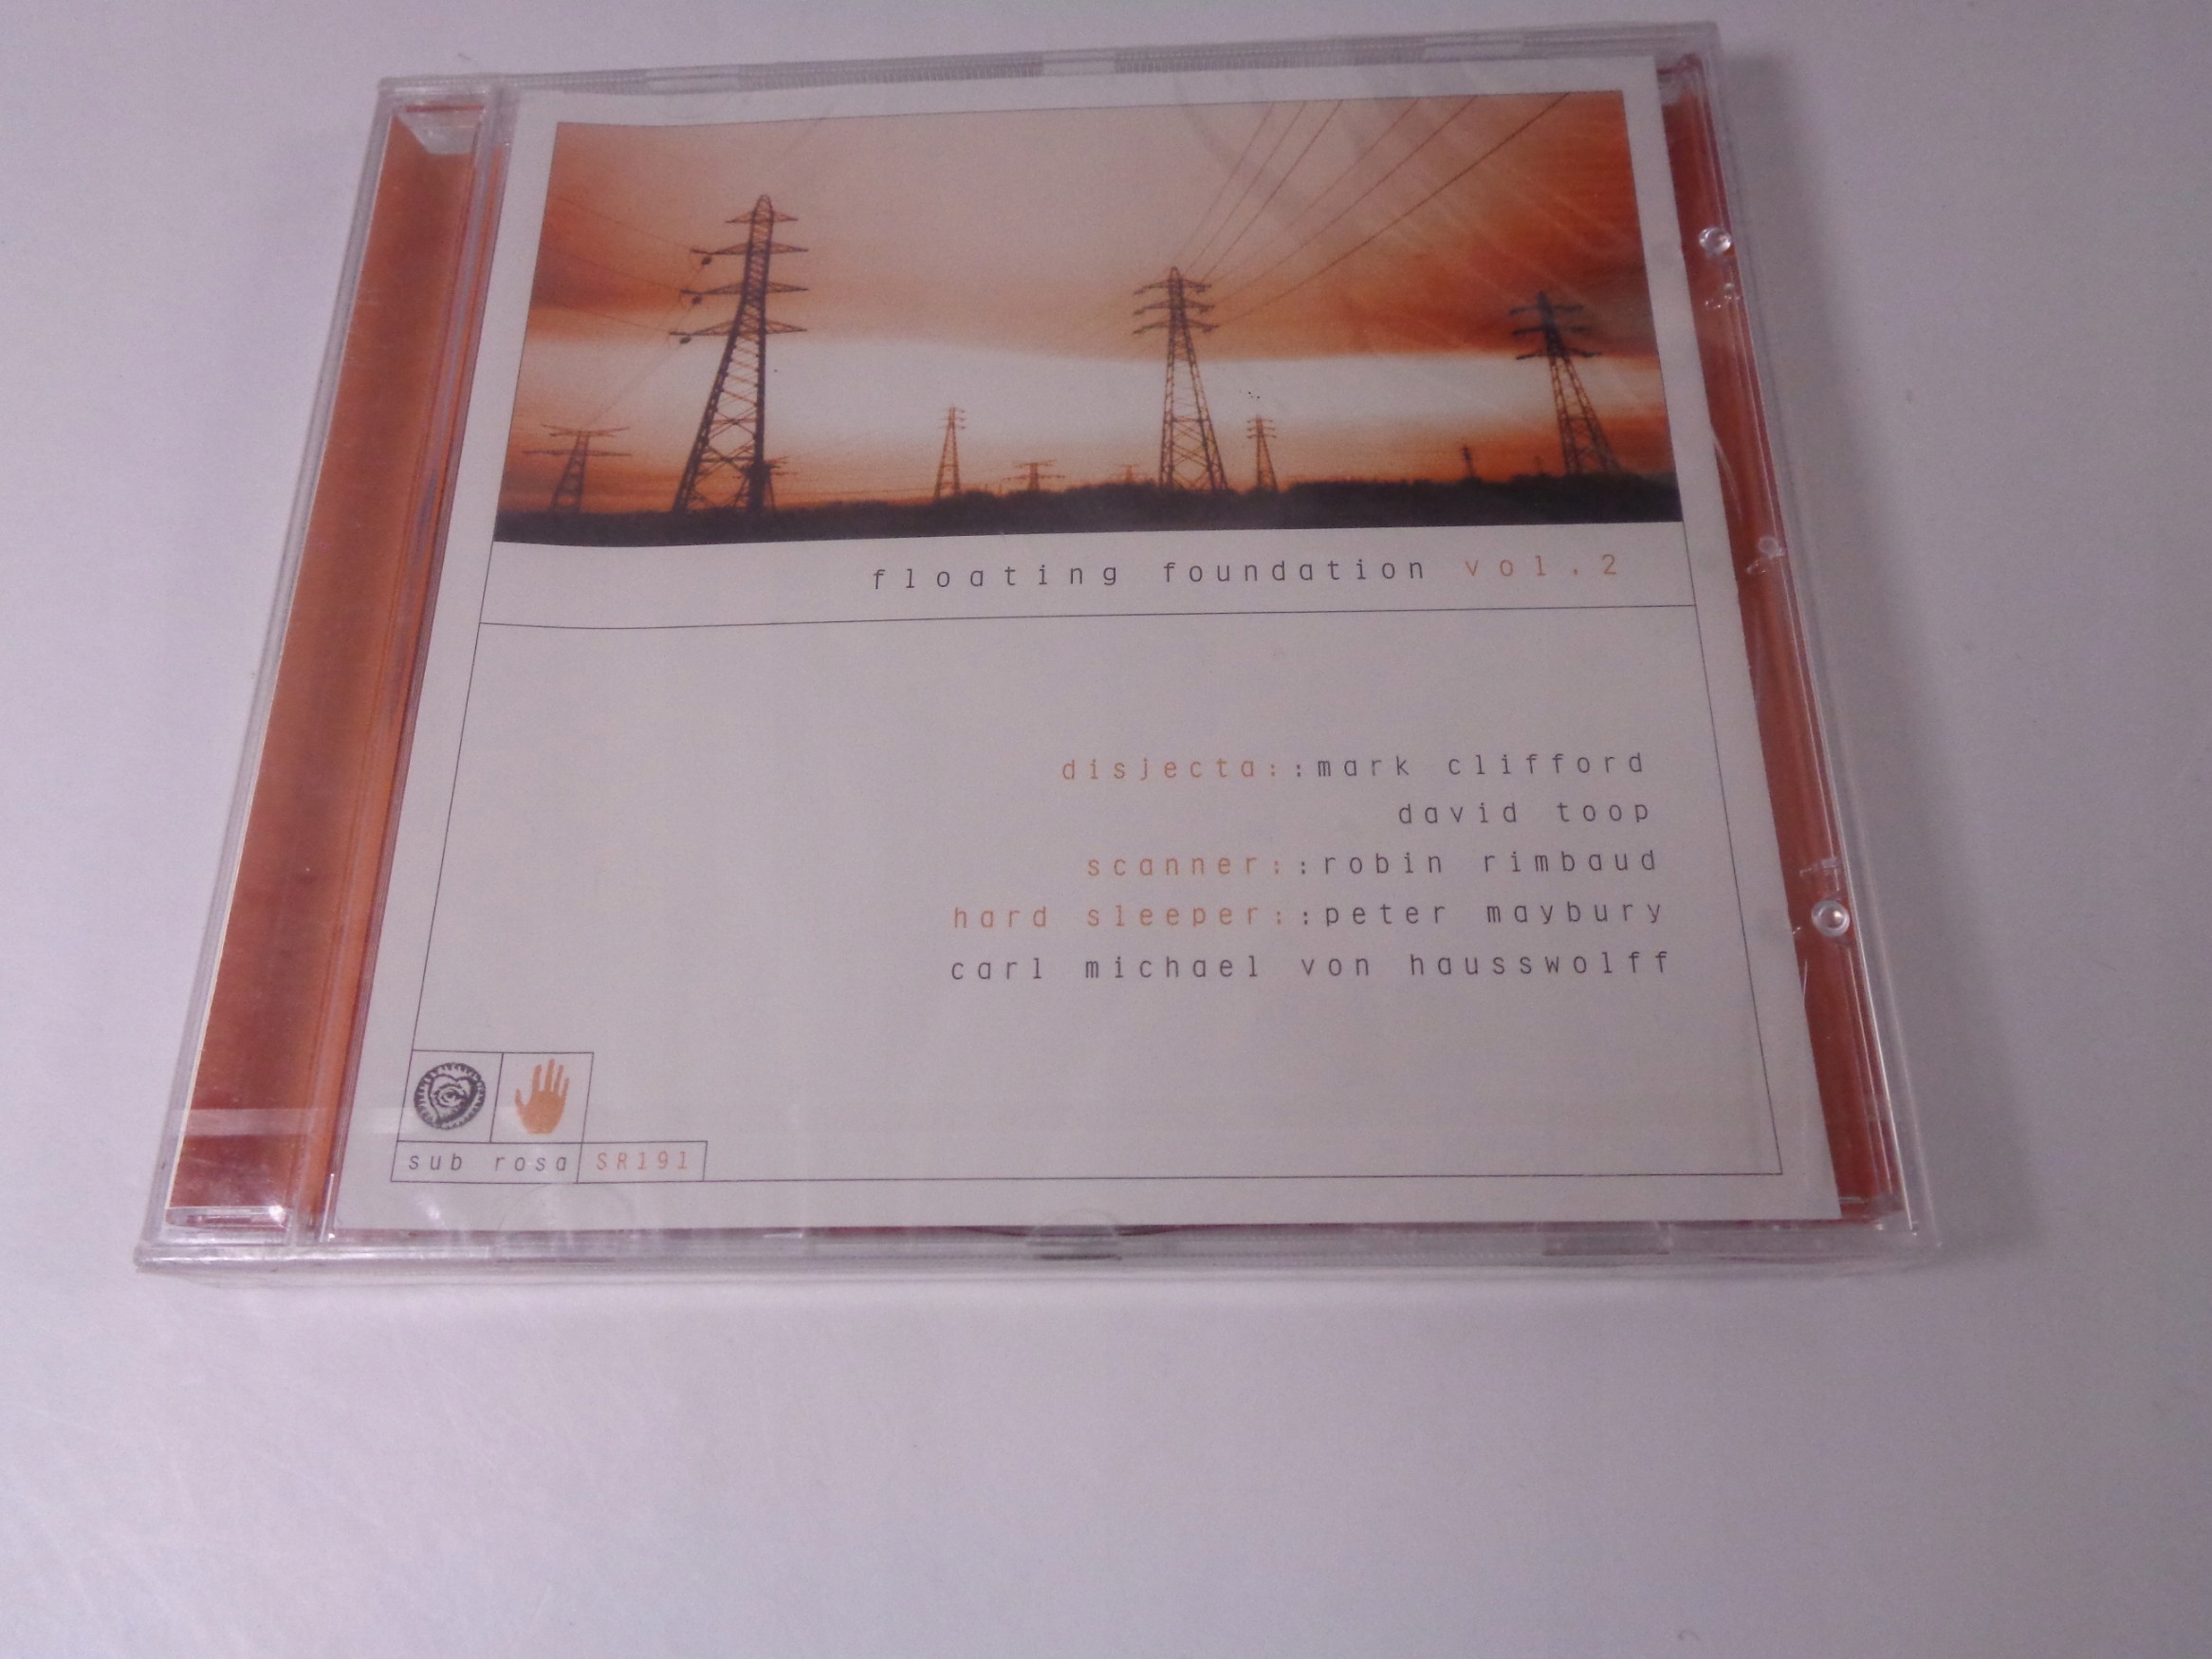 floating foundation vol.2
disjecta::mark clifford
david toop
scanner::robin rimbaud
hard sleeper::peter maybury
carl michael von hausswolff
sub rosa SR191